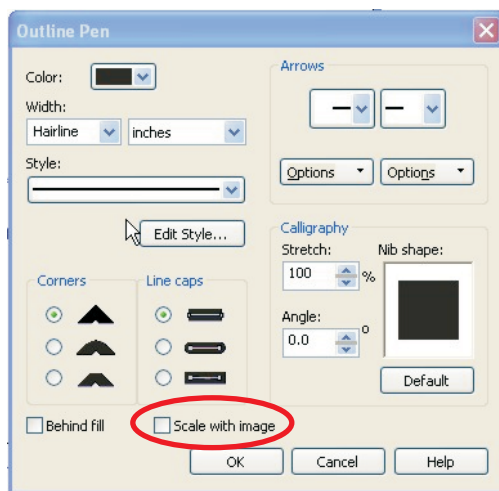 Outline Pen
Color:
Width:
Hairline inches
Style:
Edit Style...
Arrows
Options Options
Corners Line caps
Calligraphy
Stretch: Nib shape:
100 %
Angle:
0.0 °
Default
Behind fill Scale with image
OK Cancel Help